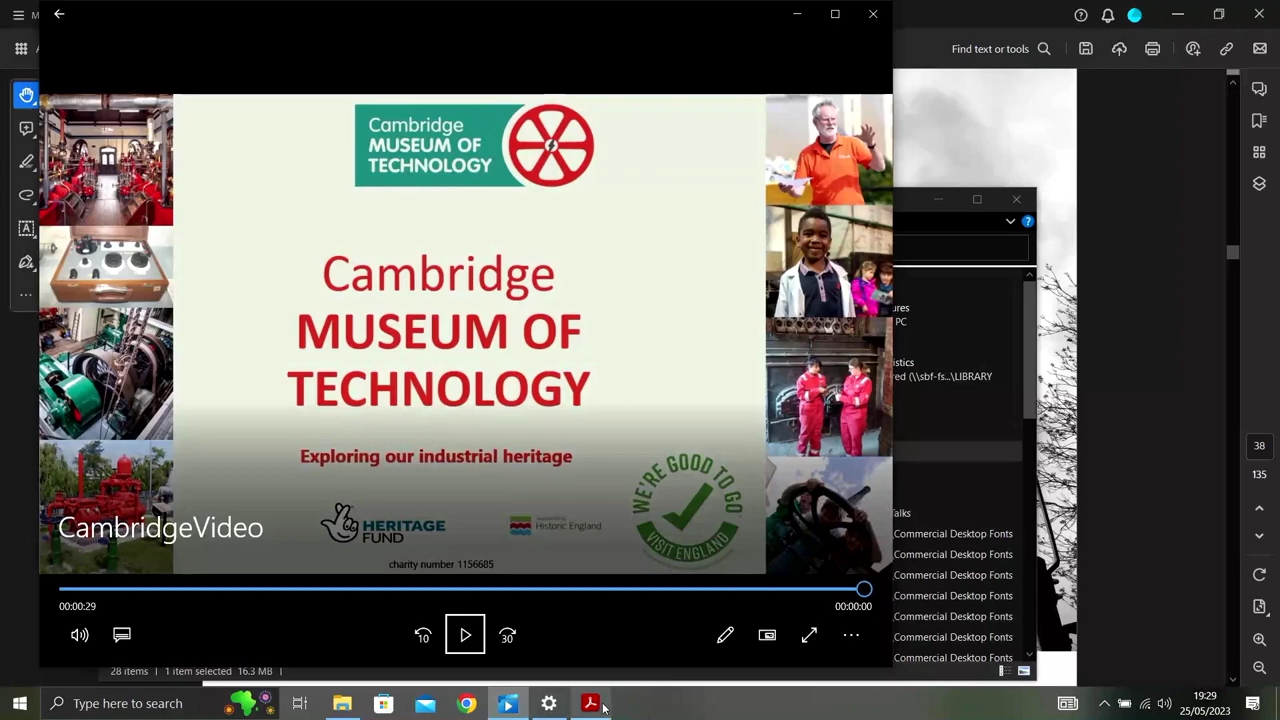 M
Find text or tools
Cambridge
MUSEUM OF
TECHNOLOGY
Cambridge
MUSEUM OF
TECHNOLOGY
Exploring our industrial heritage
HERITAGE
FUND
Historic England
WE'RE GOOD TO GO
VISIT ENGLAND
charity number 1156685
CambridgeVideo
00:00:29
00:00:00
10
30
ures
PC
istics
red (\\sbf-fs...\LIBRARY
Talks
Commercial Desktop Fonts
Commercial Desktop Fonts
Commercial Desktop Fonts
Commercial Desktop Fonts
Commercial Desktop Fonts
Commercial Desktop Fonts
Commercial Desktop Fonts
38
135
28 items
1 item selected 16.3 MB
Type here to search
19:29
25/05/2023